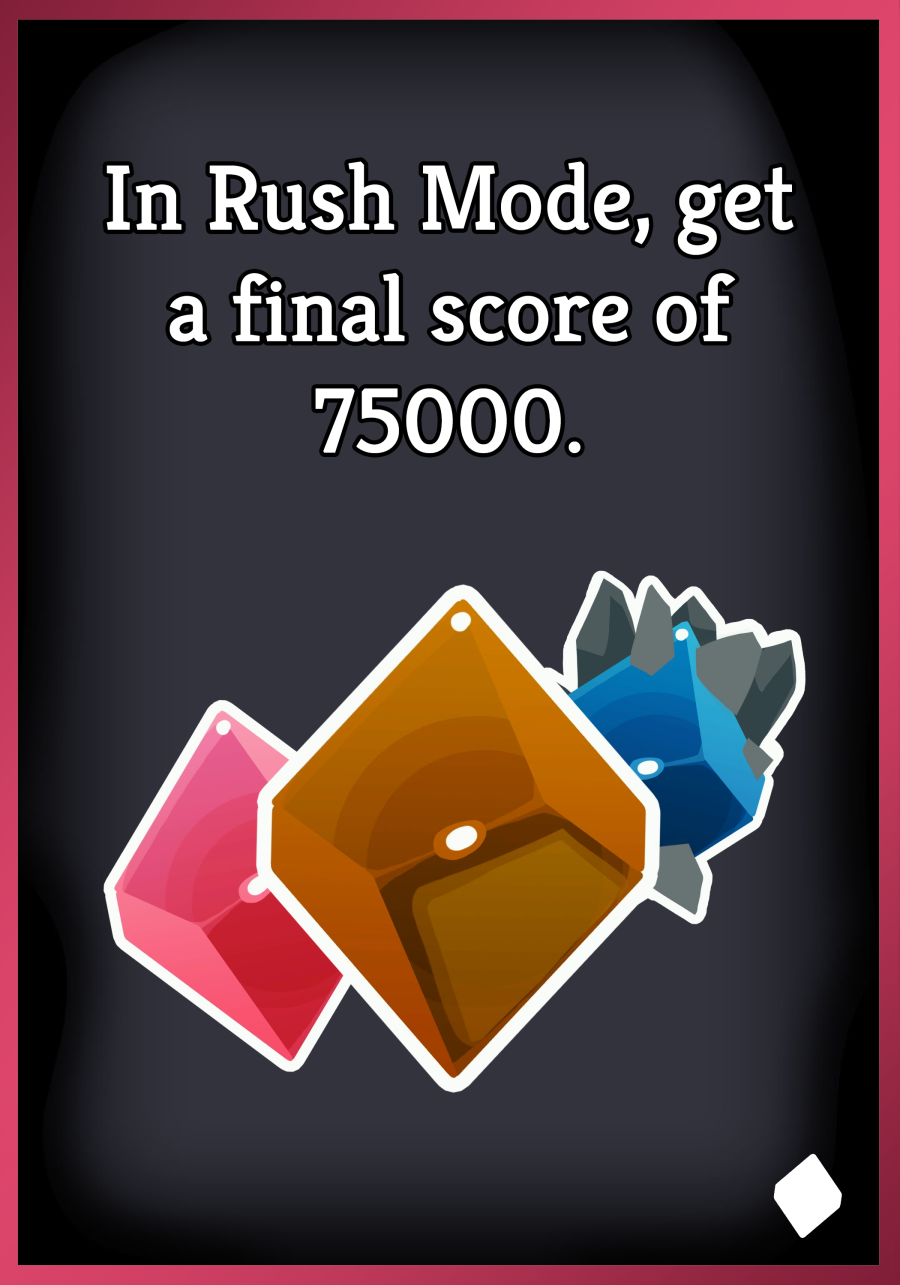 In Rush Mode, get
a final score of
75000.